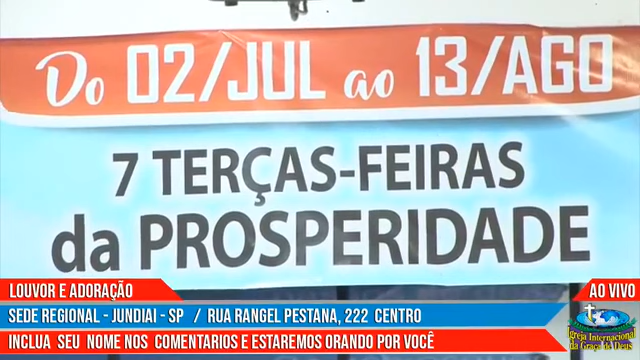 Do 02/JUL ao 13/AGO
7 TERÇAS-FEIRAS
da PROSPERIDADE
LOUVOR E ADORAÇÃO
AO VIVO
SEDE REGIONAL - JUNDIAI - SP / RUA RANGEL PESTANA, 222 CENTRO
INCLUA SEU NOME NOS COMENTARIOS E ESTAREMOS ORANDO POR VOCÊ
Igreja Internacional
da Graça de Deus